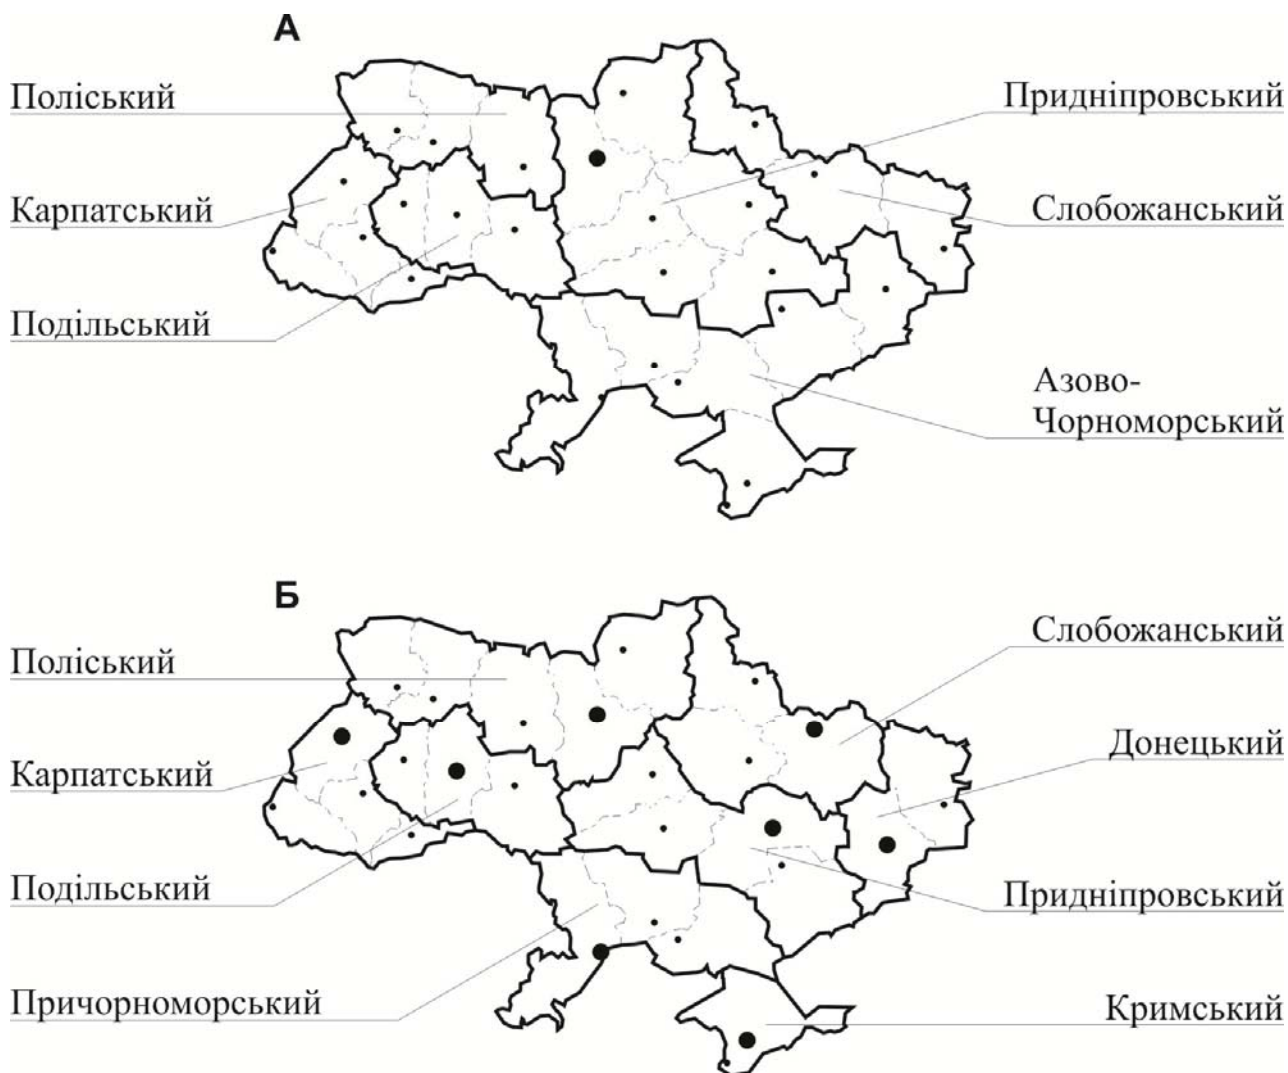 А
Поліський
Карпатський
Подільський
Придніпровський
Слобожанський
Азово-
Чорноморський
Б
Поліський
Карпатський
Подільський
Причорноморський
Слобожанський
Донецький
Придніпровський
Кримський